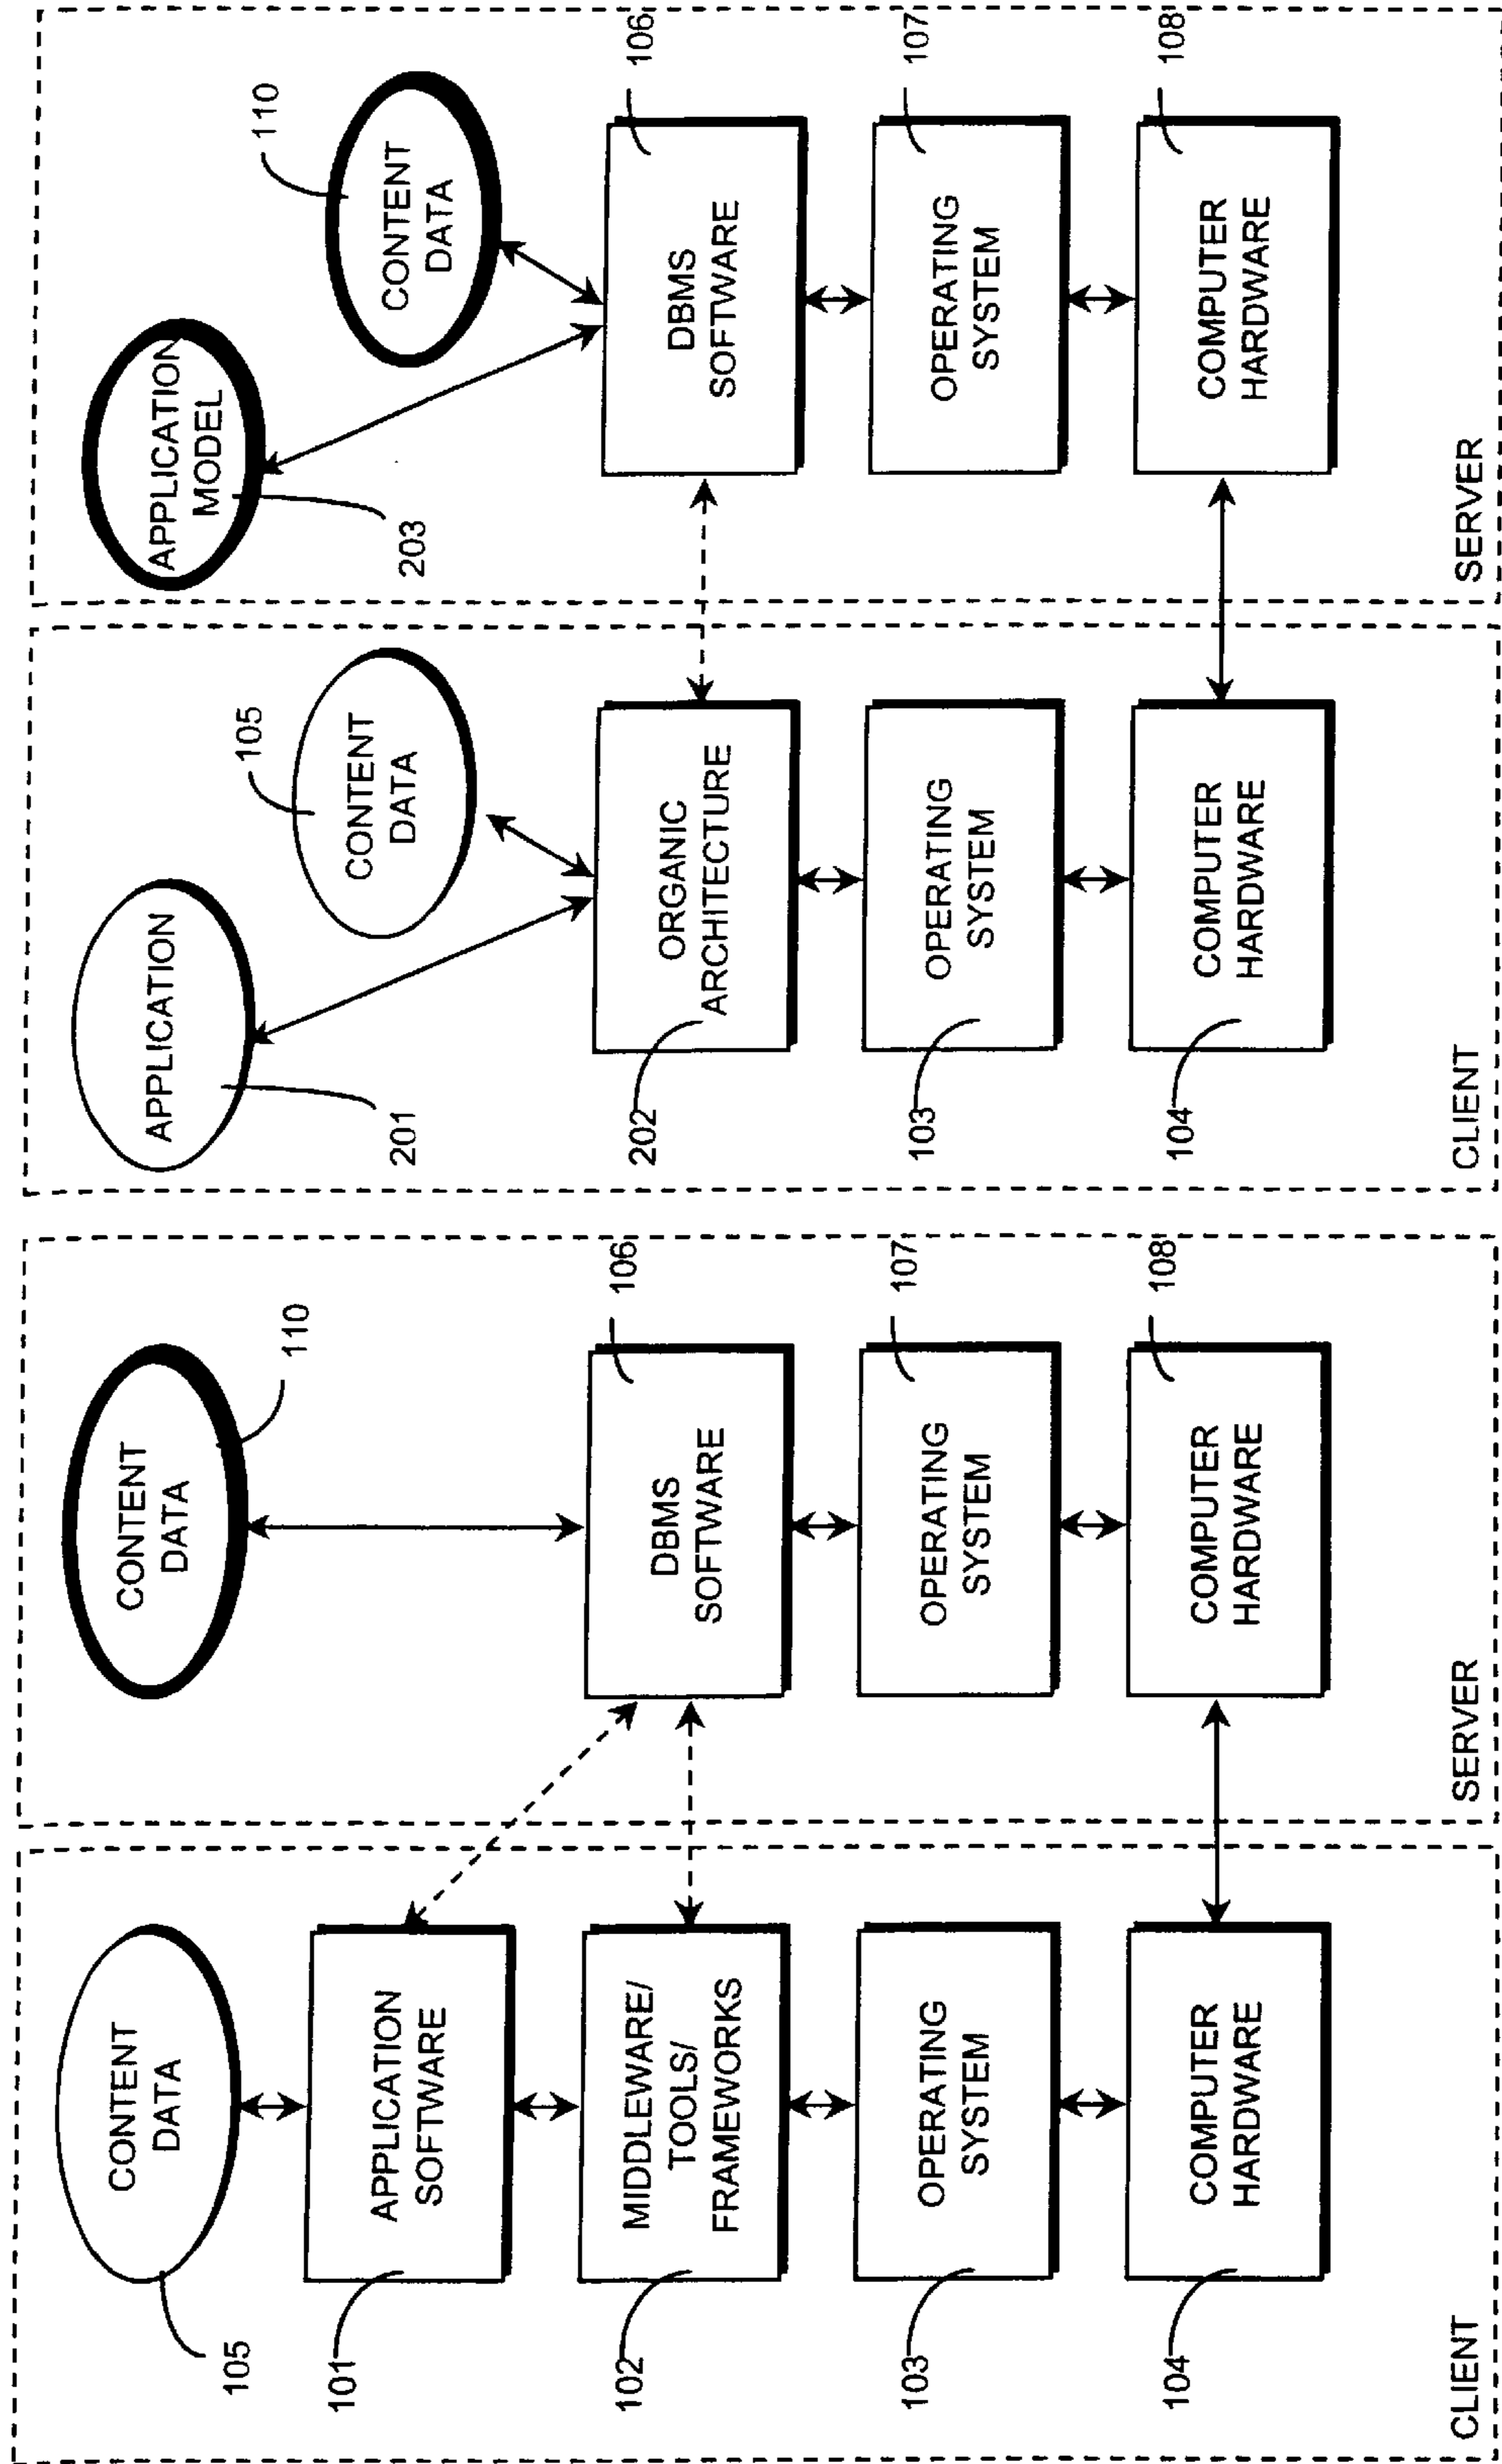 CONTENT
DATA
105
APPLICATION
SOFTWARE
101
MIDDLEWARE/
TOOLS/
FRAMEWORKS
102
OPERATING
SYSTEM
103
COMPUTER
HARDWARE
104
CLIENT
CONTENT
DATA
110
DBMS
SOFTWARE
106
OPERATING
SYSTEM
107
COMPUTER
HARDWARE
108
SERVER
APPLICATION
201
CONTENT
DATA
105
ORGANIC
ARCHITECTURE
202
OPERATING
SYSTEM
103
COMPUTER
HARDWARE
104
CLIENT
APPLICATION
MODEL
203
CONTENT
DATA
110
DBMS
SOFTWARE
106
OPERATING
SYSTEM
107
COMPUTER
HARDWARE
108
SERVER